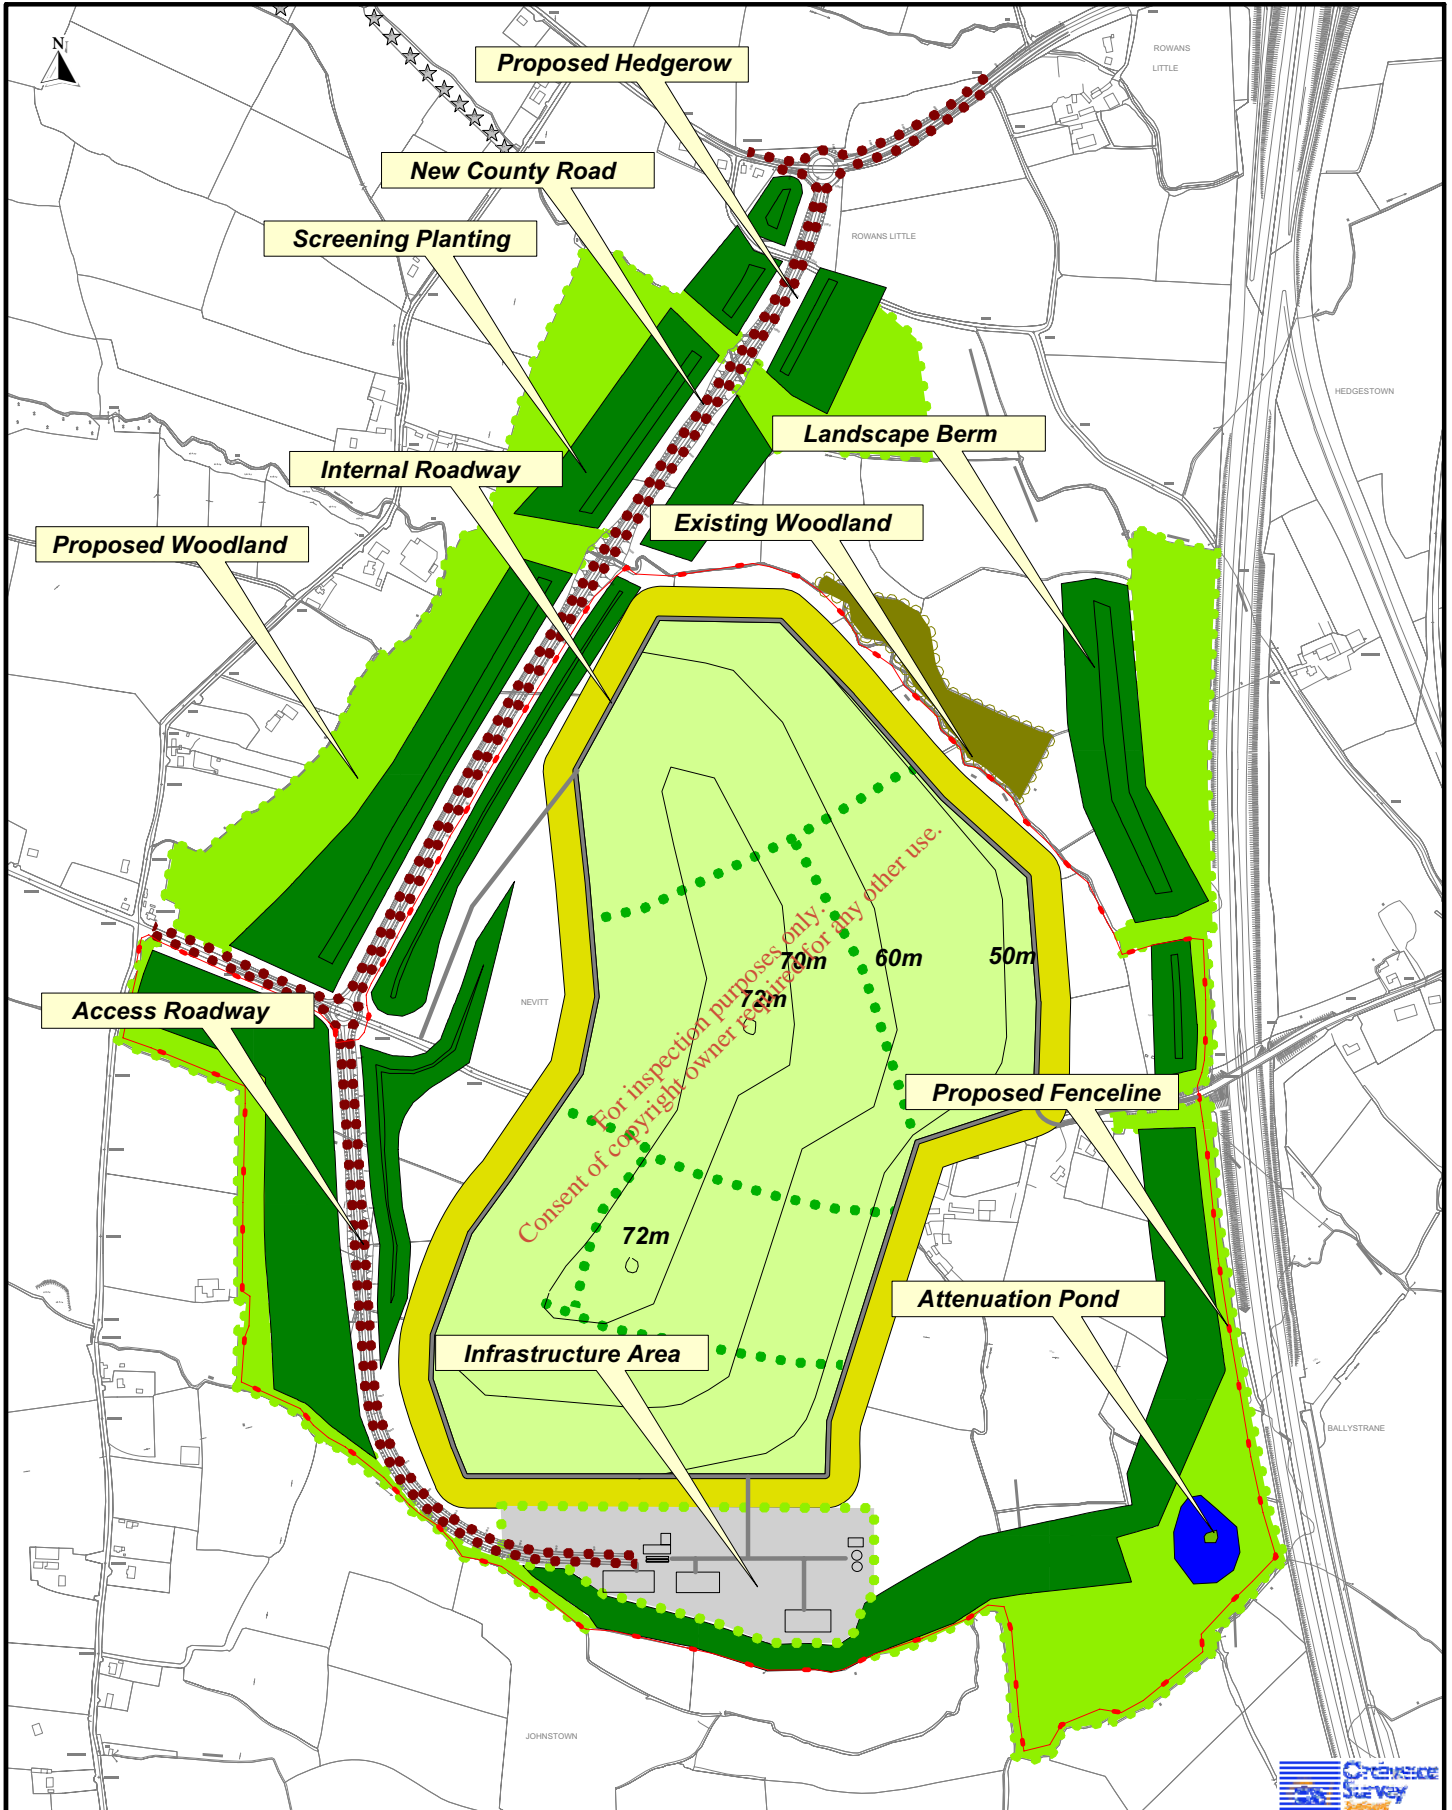 N
ROWANS
LITTLE
Proposed Hedgerow
New County Road
Screening Planting
ROWANS LITTLE
HEDGESTOWN
Landscape Berm
Internal Roadway
Existing Woodland
Proposed Woodland
70m
60m
50m
72m
NEVITT
Access Roadway
For inspection purposes only.
Consent of copyright owner required for any other use.
Proposed Fenceline
72m
Attenuation Pond
Infrastructure Area
BALLYSTRANE
JOHNSTOWN
Ordnance
Survey
Ireland